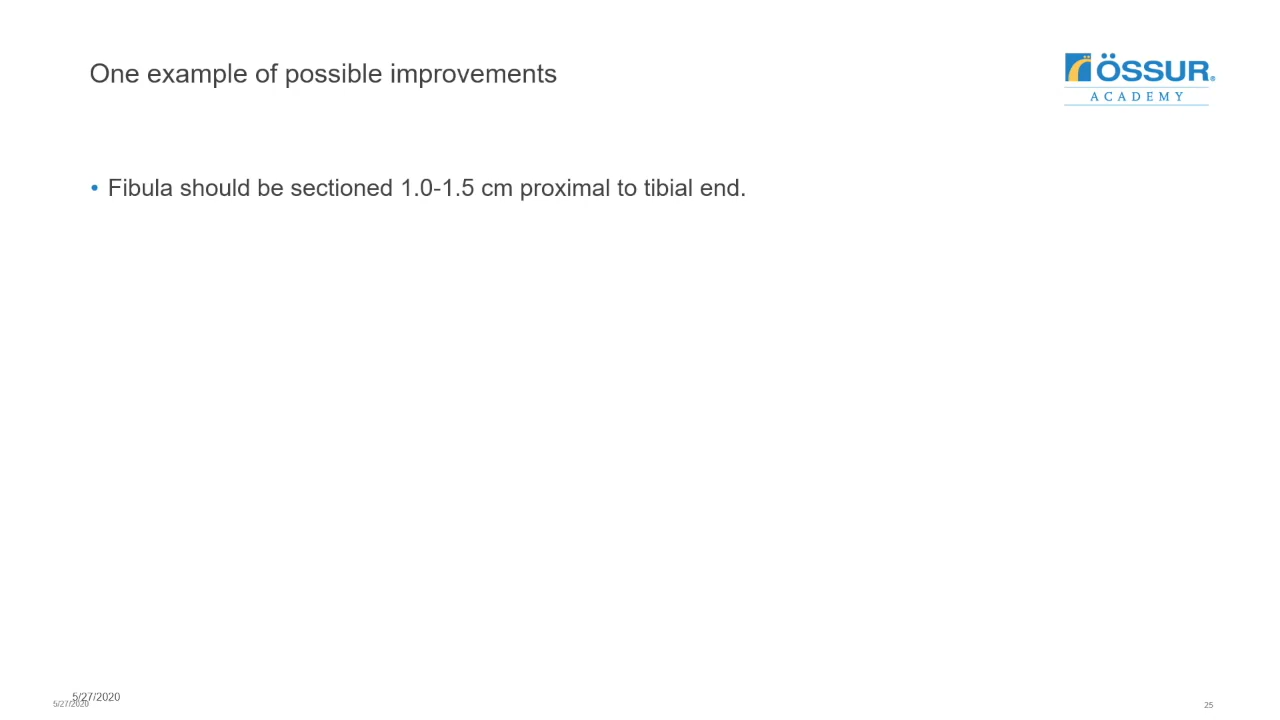 One example of possible improvements
ÖSSUR®
ACADEMY
• Fibula should be sectioned 1.0-1.5 cm proximal to tibial end.
5/27/2020
5/27/2020
25